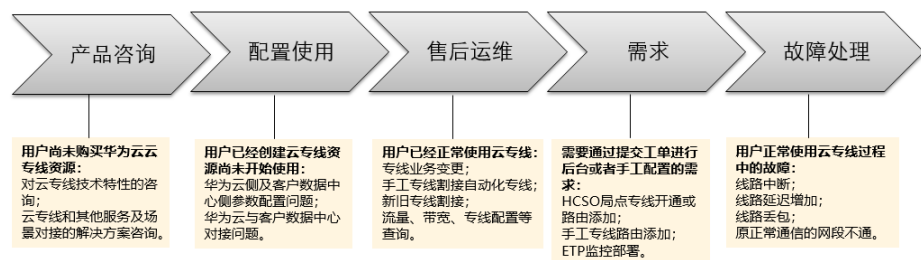 产品咨询
配置使用
售后运维
需求
故障处理
用户尚未购买华为云云
专线资源：
对云专线技术特性的咨
询；
云专线和其他服务及场
景对接的解决方案咨询。
用户已经创建云专线资
源尚未开始使用：
华为云侧及客户数据中
心侧参数配置问题；
华为云与客户数据中心
对接问题。
用户已经正常使用云专线：
专线业务变更；
手工专线割接自动化专线；
新旧专线割接；
流量、带宽、专线配置等
查询。
需要通过提交工单进行
后台或者手工配置的需
求：
HCSO局点专线开通或
路由添加；
手工专线路由添加；
ETP监控部署。
用户正常使用云专线过程
中的故障：
线路中断；
线路延迟增加；
线路丢包；
原正常通信的网段不通。